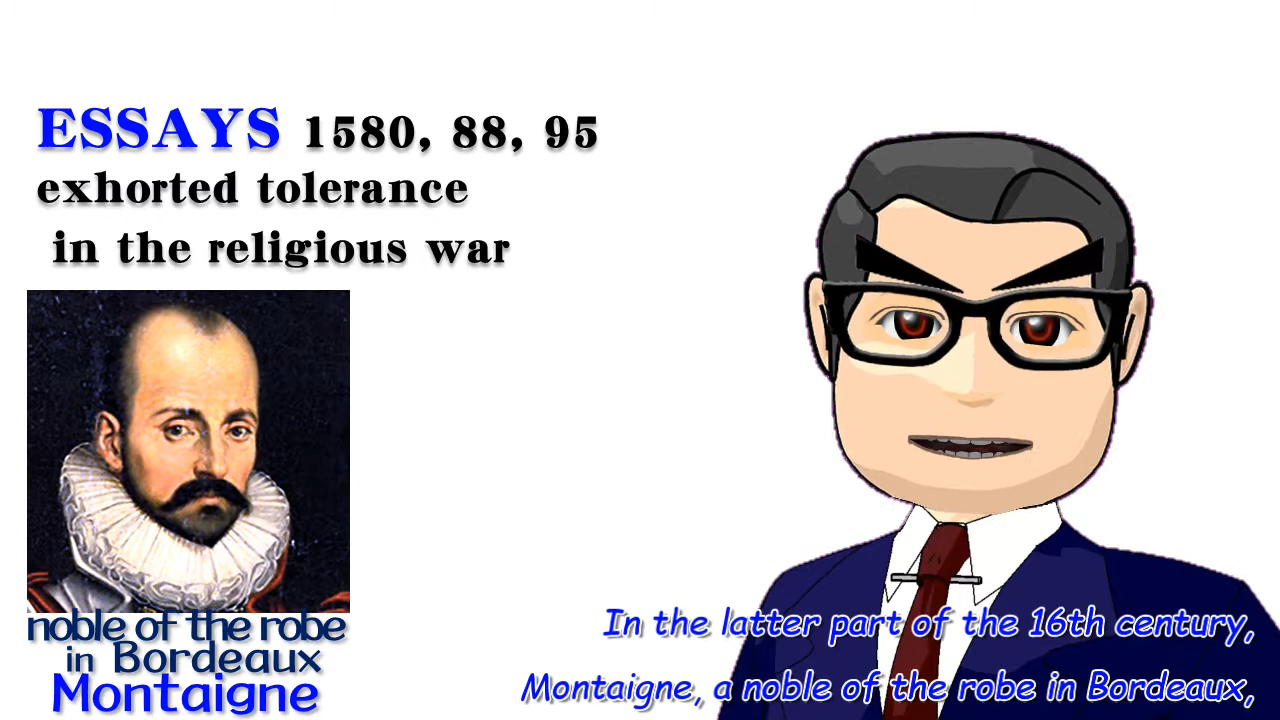 ESSAYS 1580, 88, 95
exhorted tolerance
in the religious war
noble of the robe
in Bordeaux
Montaigne
In the latter part of the 16th century,
Montaigne, a noble of the robe in Bordeaux,